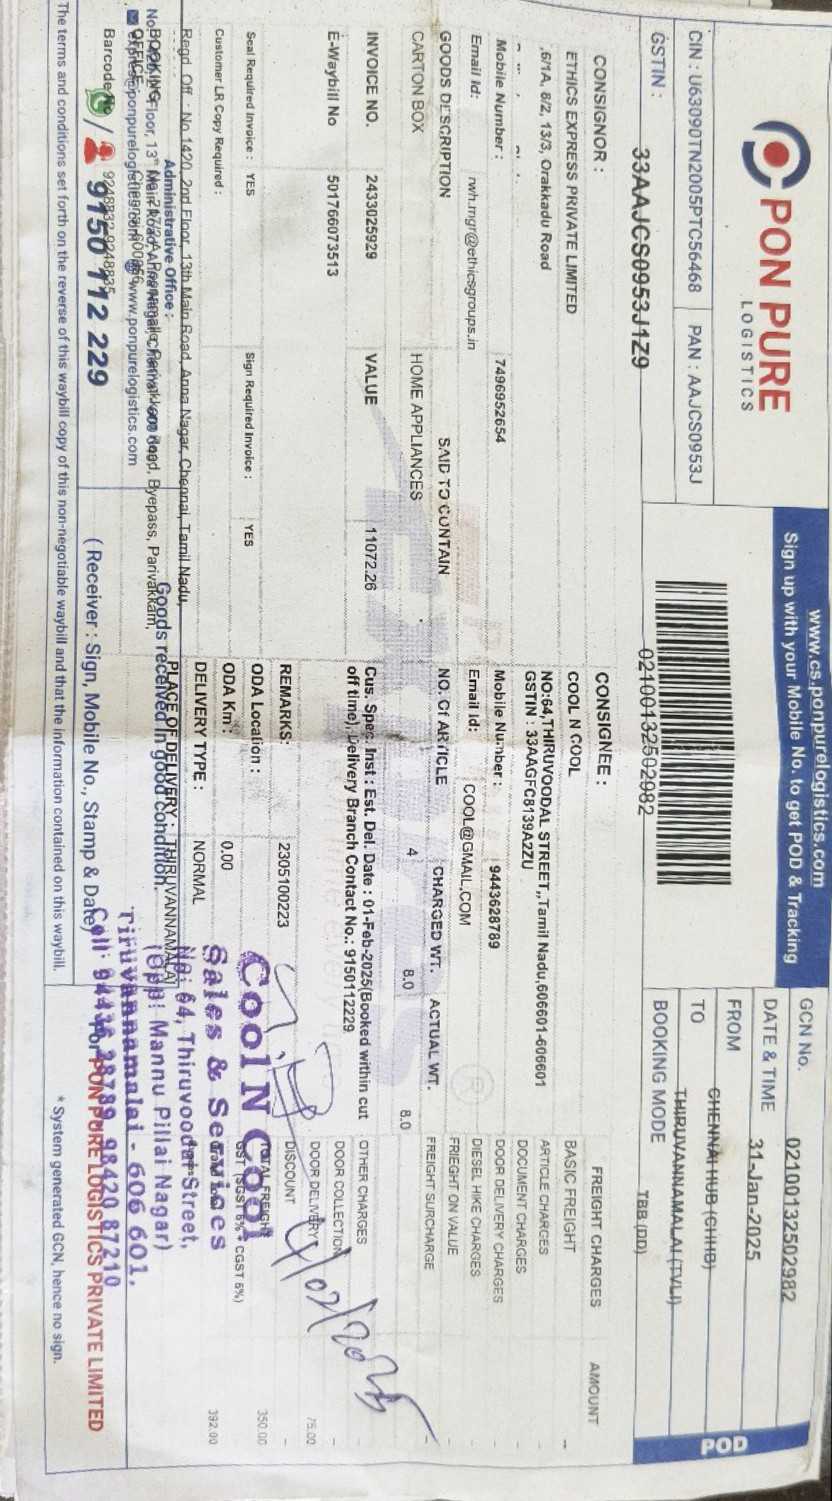 PON PURE
LOGISTICS
www.cs.ponpurelogistics.com
Sign up with your Mobile No. to get POD & Tracking
POD
CIN : U63090TN2005PTC56468 PAN : AAJCS0953J
GSTIN : 33AAJCS0953J1Z9
02100132502982
GCN No. 02100132502982
DATE & TIME 31-Jan-2025
FROM CHENNAI HUB (CHHB)
TO THIRUVANNAMALAI (TVLI)
BOOKING MODE TBB (DD)
CONSIGNOR :
ETHICS EXPRESS PRIVATE LIMITED
,6/1A, 8/2, 13/3, Orakkadu Road
Mobile Number : 7496952654
Email Id: rwh.mgr@ethicsgroups.in
CONSIGNEE :
COOL N COOL
NO:64,THIRUVOODAL STREET,,Tamil Nadu,606601-606601
GSTIN : 33AAGFC8139A2ZU
Mobile Number : 9443628789
Email Id: COOL@GMAIL.COM
GOODS DESCRIPTION SAID TO CONTAIN NO. OF ARTICLE CHARGED WT. ACTUAL WT.
CARTON BOX HOME APPLIANCES 4 8.0 8.0
INVOICE NO. 2433025929 VALUE 11072.26
E-Waybill No 501766073513
Cus. Spec. Inst : Est. Del. Date : 01-Feb-2025(Booked within cut
off time), Delivery Branch Contact No.: 9150112229
Seal Required Invoice : YES Sign Required Invoice : YES
Customer LR Copy Required :
REMARKS: 2305100223
ODA Location :
ODA Km : 0.00
DELIVERY TYPE : NORMAL
PLACE OF DELIVERY : THIRUVANNAMALAI
FREIGHT CHARGES AMOUNT
BASIC FREIGHT -
ARTICLE CHARGES -
DOCUMENT CHARGES -
DOOR DELIVERY CHARGES -
DIESEL HIKE CHARGES -
FRIEGHT ON VALUE -
FREIGHT SURCHARGE -
OTHER CHARGES -
DOOR COLLECTION -
DOOR DELIVERY 75.00
DISCOUNT -
TOTAL FREIGHT 350.00
GST (SGST 6% + CGST 6%)
392.00
4/02/2025
Cool N Cool
Sales & Services
No: 64, Thiruvoodal Street,
(Opp! Mannu Pillai Nagar)
Tiruvannamalai - 606 601.
Cell: 94436 28789, 98420 87210
Regd. Off : No.1420, 2nd Floor, 13th Main Road, Anna Nagar, Chennai, Tamil Nadu,
Administrative Office :
BOOKING
OFFICE
www.ponpurelogistics.com
Barcode No
9150 112 229
Goods received in good condition.
( Receiver : Sign, Mobile No., Stamp & Date)
For PON PURE LOGISTICS PRIVATE LIMITED
The terms and conditions set forth on the reverse of this waybill copy of this non-negotiable waybill and that the information contained on this waybill.
* System generated GCN, hence no sign.